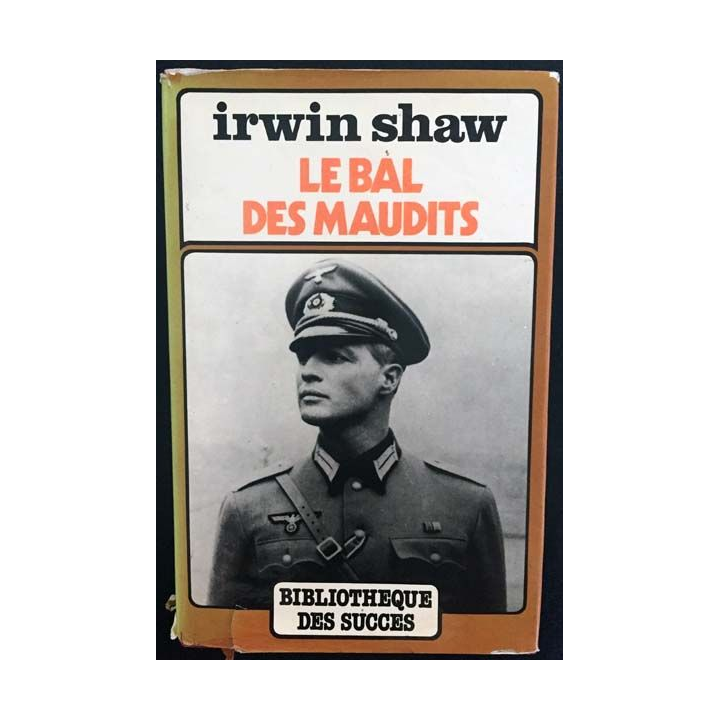 irwin shaw
LE BAL
DES MAUDITS
BIBLIOTHEQUE
DES SUCCES